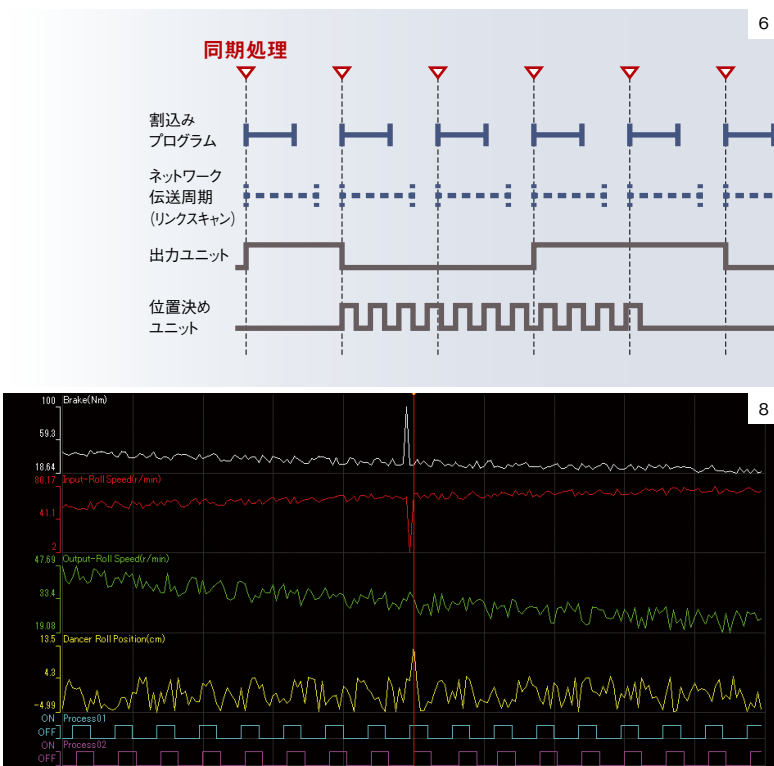 6
同期処理
割込み
プログラム
ネットワーク
伝送周期
(リンクスキャン)
出力ユニット
位置決め
ユニット
8
100
Brake(Nm)
59.3
18.64
80.17
Input-Roll Speed(r/min)
41.1
2
47.69
Output-Roll Speed(r/min)
33.4
19.08
13.5
Dancer Roll Position(cm)
4.3
-4.99
ON
Process01
OFF
ON
Process02
OFF